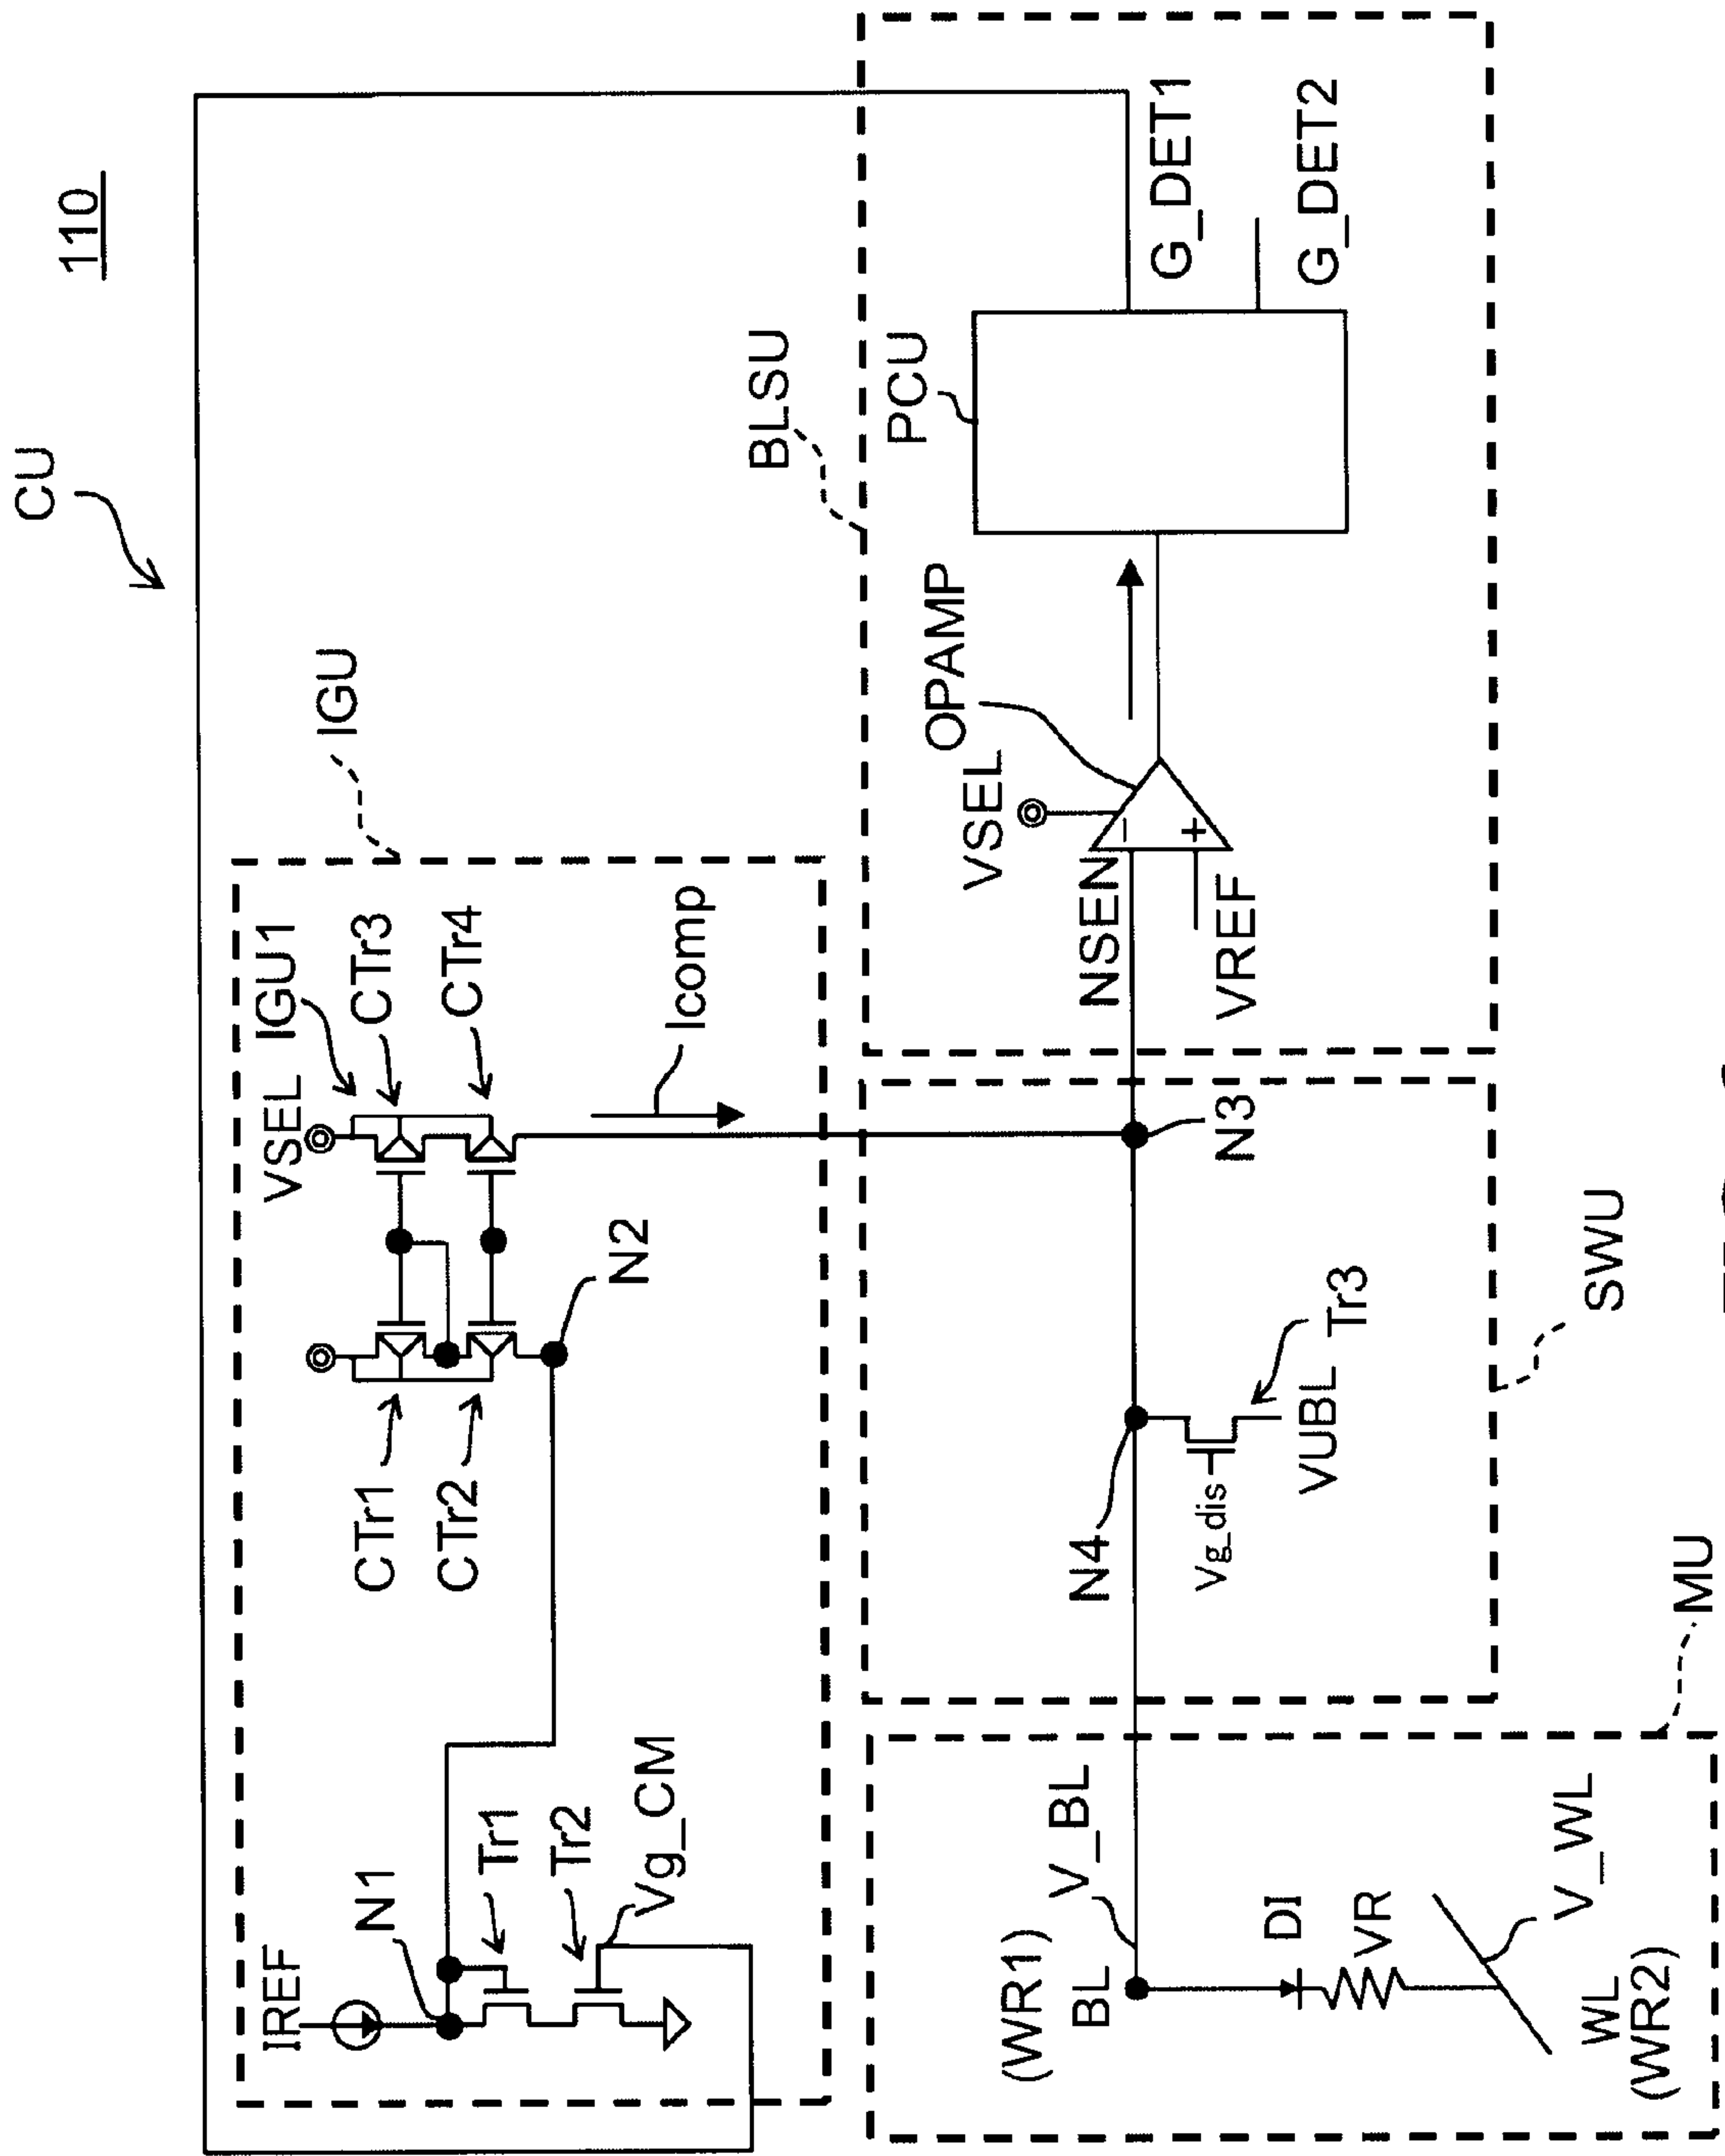 110
CU
IGU
VSEL IGU1
CTr3
CTr4
Icomp
CTr1
CTr2
N2
IREF
N1
Tr1
Tr2
Vg_CM
BLSU
PCU
G_DET1
G_DET2
OPAMP
VSEL
NSEN
−
+
VREF
N3
N4
Vg_dis
VUBL Tr3
SWU
MU
(WR1)
BL
V_BL
DI
VR
V_WL
WL
(WR2)